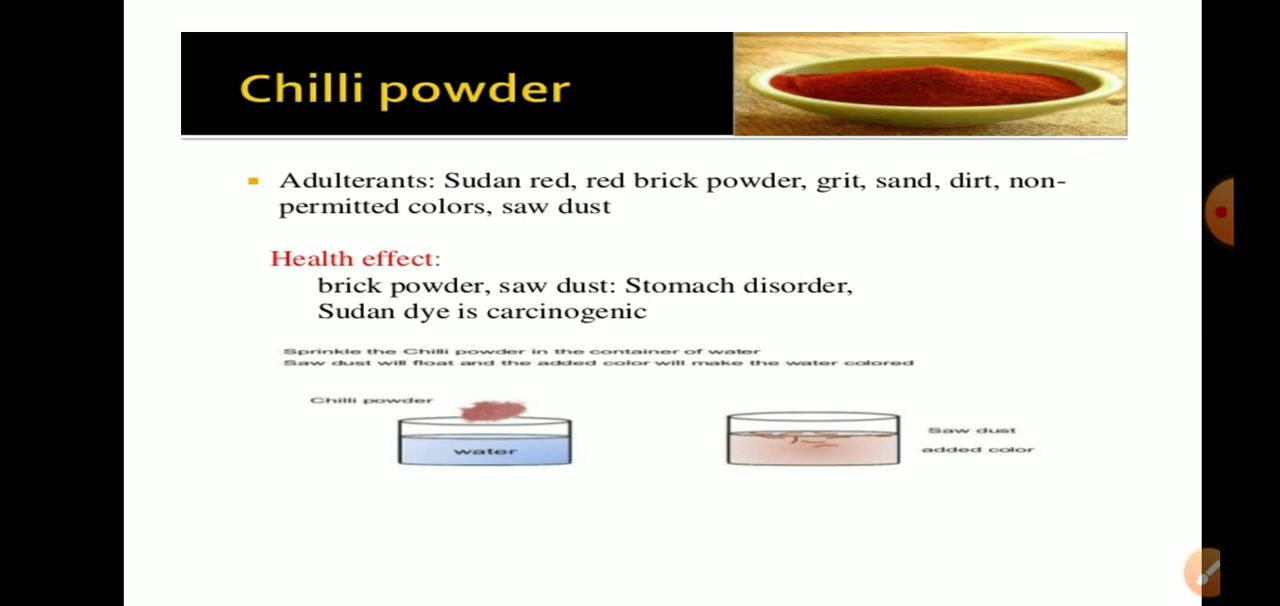 Chilli powder
Adulterants: Sudan red, red brick powder, grit, sand, dirt, non-
permitted colors, saw dust
Health effect:
brick powder, saw dust: Stomach disorder,
Sudan dye is carcinogenic
Sprinkle the Chilli powder in the container of water
Saw dust will float and the added color will make the water colored
Chilli powder
water
Saw dust
added color